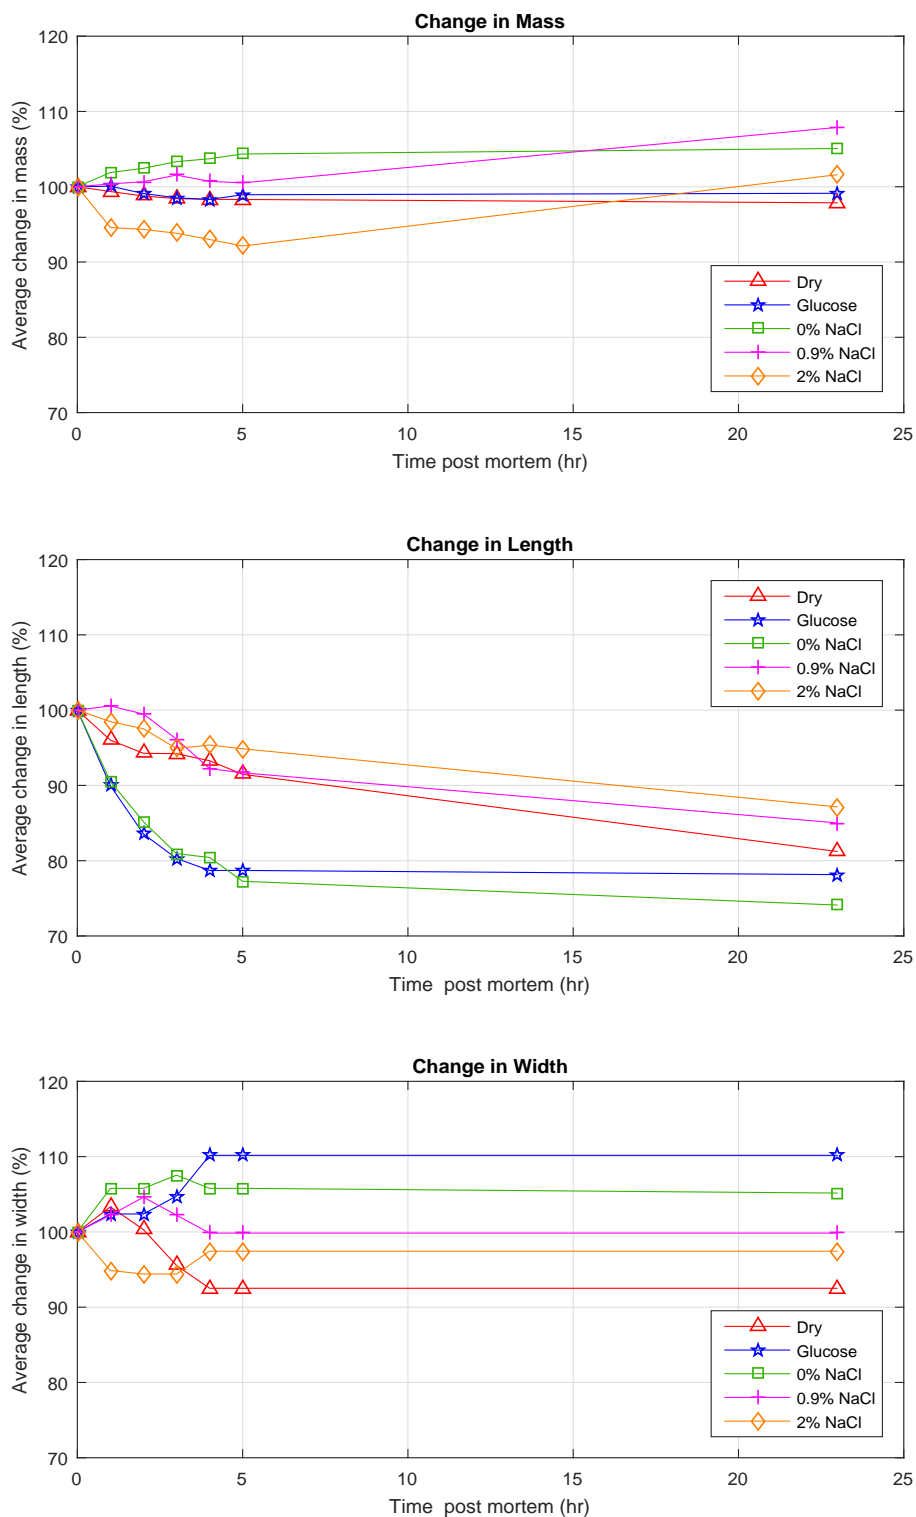 Change in Mass
120
110
100
90
80
70
Average change in mass (%)
0 5 10 15 20 25
Time post mortem (hr)
Dry
Glucose
0% NaCl
0.9% NaCl
2% NaCl
Change in Length
120
110
100
90
80
70
Average change in length (%)
0 5 10 15 20 25
Time  post mortem (hr)
Dry
Glucose
0% NaCl
0.9% NaCl
2% NaCl
Change in Width
120
110
100
90
80
70
Average change in width (%)
0 5 10 15 20 25
Time  post mortem (hr)
Dry
Glucose
0% NaCl
0.9% NaCl
2% NaCl